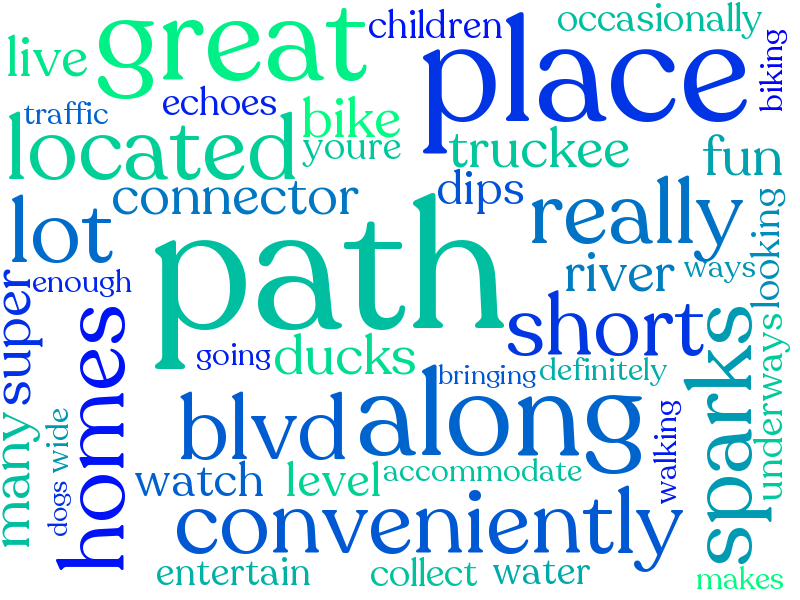 great
children
place
occasionally
live
biking
traffic
echoes
bike
located
youre
truckee
fun
connector
dips
really
looking
lot
path
river
ways
enough
super
homes
going
ducks
short
sparks
bringing
definitely
underways
many
wide
dogs
blvd
along
walking
watch
level
accommodate
conveniently
entertain
collect
water
makes